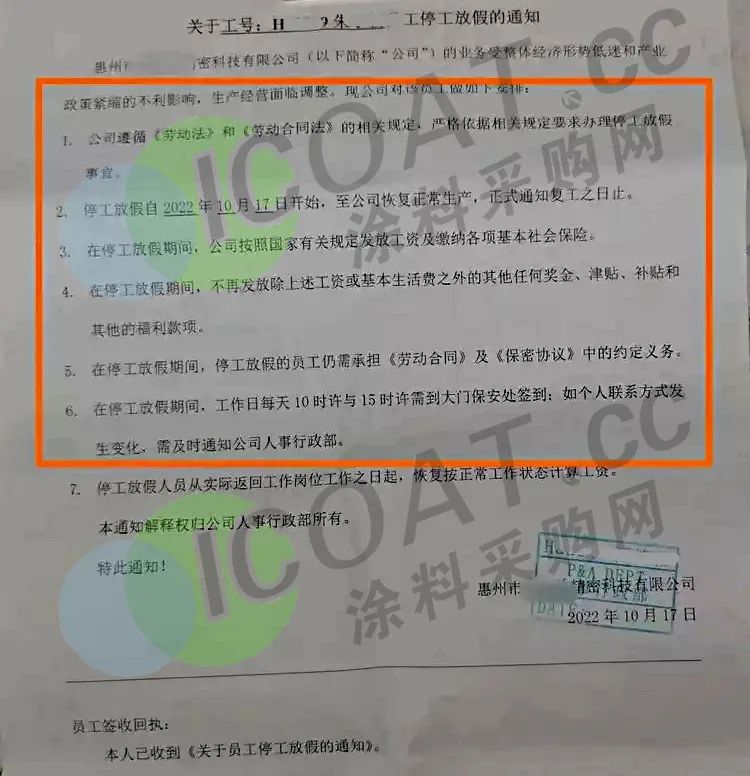 关于工号:H 9朱 工停工放假的通知
惠州 密科技有限公司(以下简称“公司”)的业务受整体经济形势低迷和产业
政策紧缩的不利影响,生产经营面临调整。现公司对该员工做如下安排:
1. 公司遵循《劳动法》和《劳动合同法》的相关规定,严格依据相关规定要求办理停工放假
事宜。
2. 停工放假自 2022 年 10 月 17 日开始,至公司恢复正常生产,正式通知复工之日止。
3. 在停工放假期间,公司按照国家有关规定发放工资及缴纳各项基本社会保险。
4. 在停工放假期间,不再发放除上述工资或基本生活费之外的其他任何奖金、津贴、补贴和
其他的福利款项。
5. 在停工放假期间,停工放假的员工仍需承担《劳动合同》及《保密协议》中的约定义务。
6. 在停工放假期间,工作日每天 10 时许与 15 时许需到大门保安处签到;如个人联系方式发
生变化,需及时通知公司人事行政部。
7. 停工放假人员从实际返回工作岗位工作之日起,恢复按正常工作状态计算工资。
本通知解释权归公司人事行政部所有。
特此通知!
P&A DEPT
惠州市 精密科技有限公司
DATE
2022 年 10 月 17 日
员工签收回执:
本人已收到《关于员工停工放假的通知》。
ICOAT.CC
涂料采购网
ICOAT.CC
涂料采购网